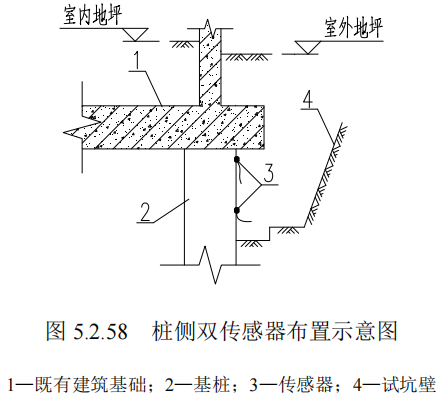 室内地坪
室外地坪
1
4
2
3
图 5.2.58 桩侧双传感器布置示意图
1—既有建筑基础；2—基桩；3—传感器；4—试坑壁